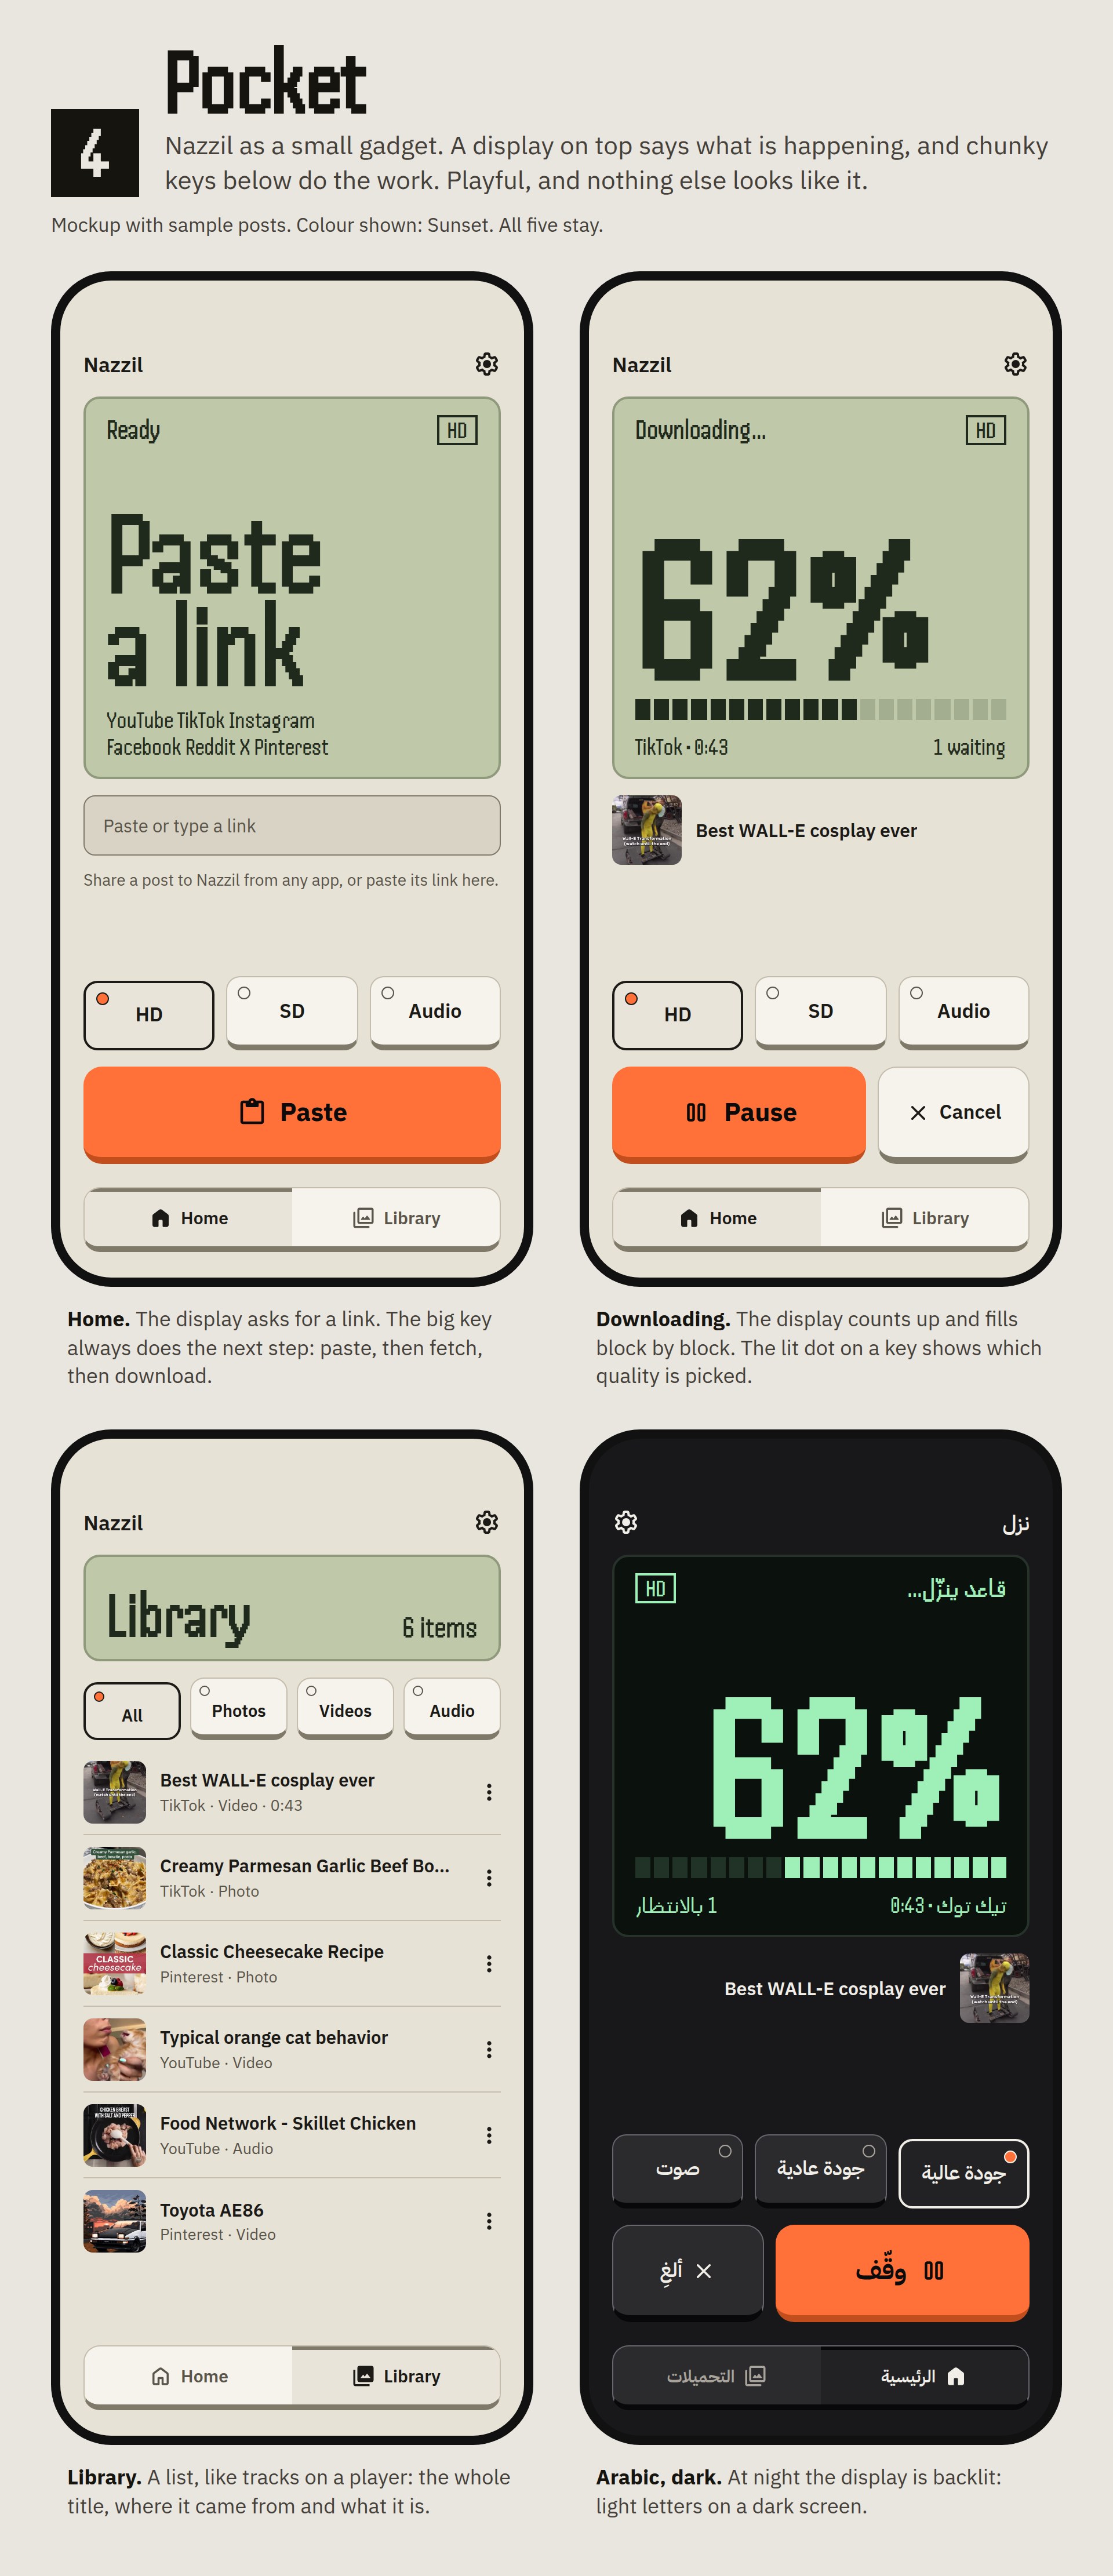 Pocket
4
Nazzil as a small gadget. A display on top says what is happening, and chunky
keys below do the work. Playful, and nothing else looks like it.
Mockup with sample posts. Colour shown: Sunset. All five stay.
Nazzil
Ready
HD
Paste
a link
YouTube TikTok Instagram
Facebook Reddit X Pinterest
Paste or type a link
Share a post to Nazzil from any app, or paste its link here.
HD
SD
Audio
Paste
Home
Library
Home. The display asks for a link. The big key
always does the next step: paste, then fetch,
then download.
Nazzil
Downloading...
HD
62%
TikTok · 0:43
1 waiting
Best WALL-E cosplay ever
HD
SD
Audio
Pause
Cancel
Home
Library
Downloading. The display counts up and fills
block by block. The lit dot on a key shows which
quality is picked.
Nazzil
Library
6 items
All
Photos
Videos
Audio
Best WALL-E cosplay ever
TikTok · Video · 0:43
Creamy Parmesan Garlic Beef Bo...
TikTok · Photo
CLASSIC
cheesecake
Classic Cheesecake Recipe
Pinterest · Photo
Typical orange cat behavior
YouTube · Video
CHICKEN BREAST
WITH SALT AND PEPPER
Food Network - Skillet Chicken
YouTube · Audio
Toyota AE86
Pinterest · Video
Home
Library
Library. A list, like tracks on a player: the whole
title, where it came from and what it is.
نزل
قاعد ينزّل...
HD
62%
تيك توك · 0:43
1 بالانتظار
Best WALL-E cosplay ever
جودة عالية
جودة عادية
صوت
وقّف
ألغِ
الرئيسية
التحميلات
Arabic, dark. At night the display is backlit:
light letters on a dark screen.